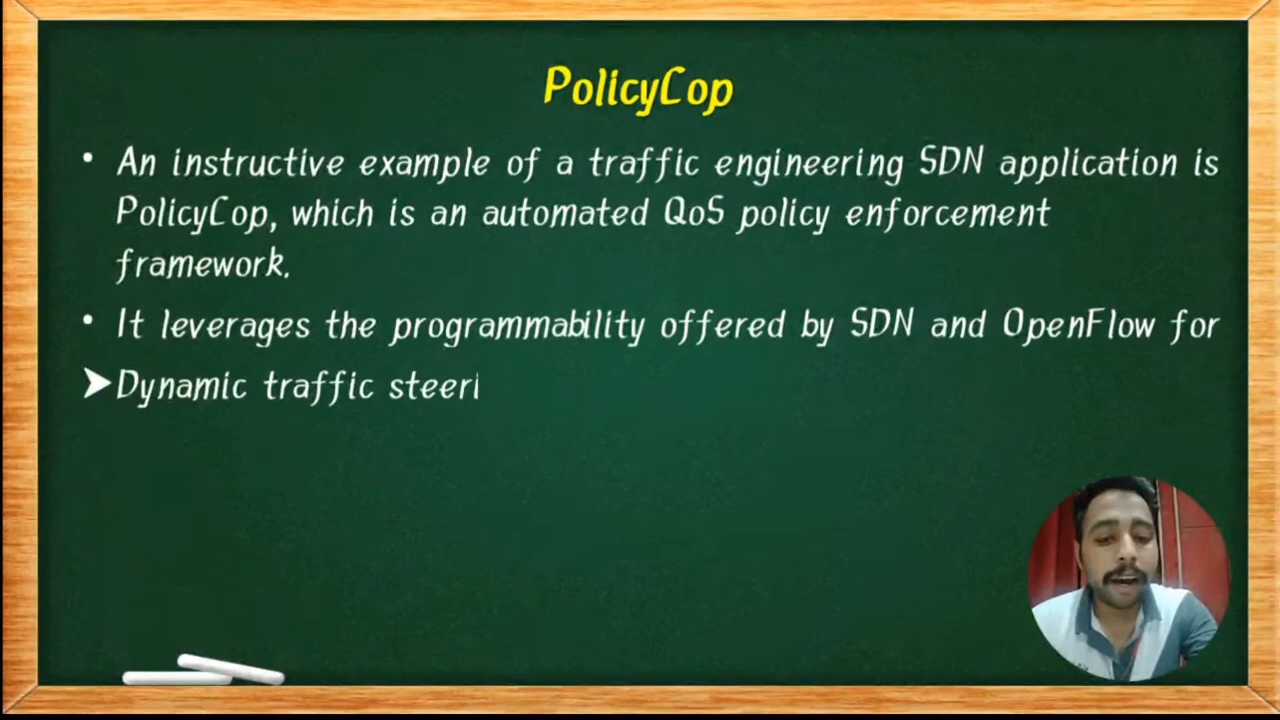 PolicyCop
• An instructive example of a traffic engineering SDN application is
PolicyCop, which is an automated QoS policy enforcement
framework.
• It leverages the programmability offered by SDN and OpenFlow for
➤Dynamic traffic steeri